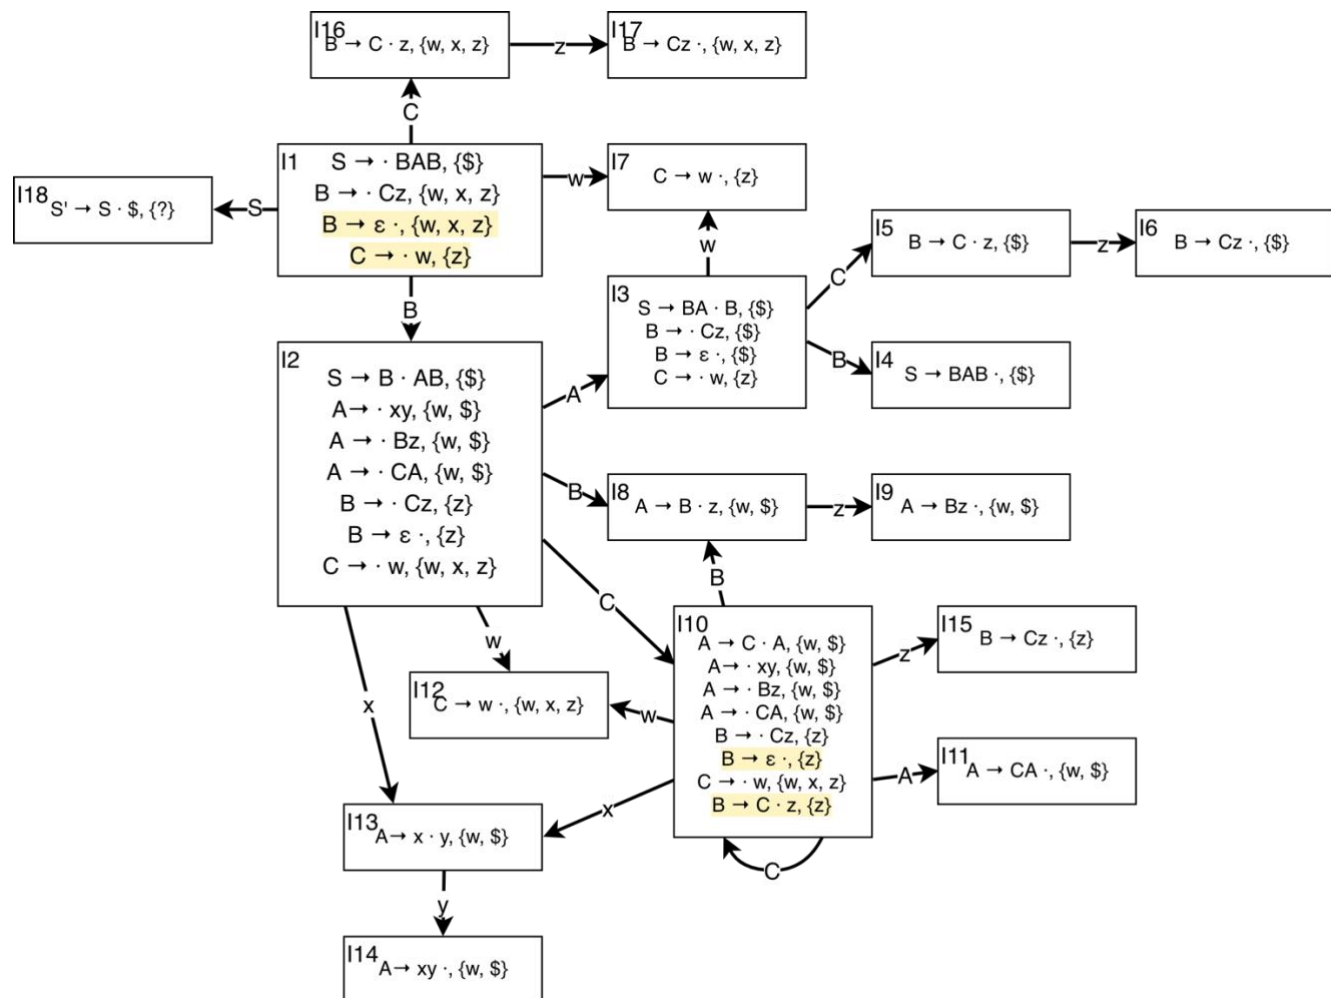 I16
B → C · z, {w, x, z}
z
I17
B → Cz ·, {w, x, z}
C
I1
S → · BAB, {$}
B → · Cz, {w, x, z}
B → ε ·, {w, x, z}
C → · w, {z}
w
I7
C → w ·, {z}
I18
S' → S · $, {?}
S
B
w
I5
B → C · z, {$}
z
I6
B → Cz ·, {$}
C
I3
S → BA · B, {$}
B → · Cz, {$}
B → ε ·, {$}
C → · w, {z}
B
I4
S → BAB ·, {$}
I2
S → B · AB, {$}
A→ · xy, {w, $}
A → · Bz, {w, $}
A → · CA, {w, $}
B → · Cz, {z}
B → ε ·, {z}
C → · w, {w, x, z}
A
B
I8
A → B · z, {w, $}
z
I9
A → Bz ·, {w, $}
C
B
I10
A → C · A, {w, $}
A→ · xy, {w, $}
A → · Bz, {w, $}
A → · CA, {w, $}
B → · Cz, {z}
B → ε ·, {z}
C → · w, {w, x, z}
B → C · z, {z}
z
I15
B → Cz ·, {z}
w
I12
C → w ·, {w, x, z}
w
x
A
I11
A → CA ·, {w, $}
x
C
I13
A→ x · y, {w, $}
y
I14
A→ xy ·, {w, $}